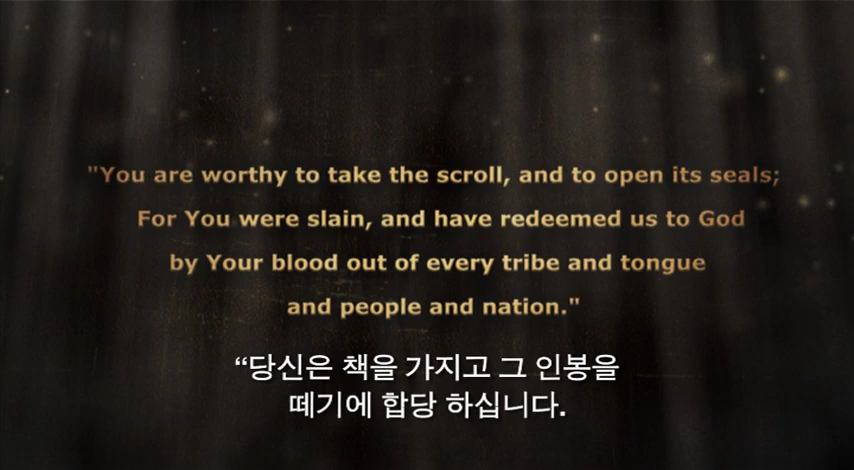 "You are worthy to take the scroll, and to open its seals;
For You were slain, and have redeemed us to God
by Your blood out of every tribe and tongue
and people and nation."
“당신은 책을 가지고 그 인봉을
떼기에 합당 하십니다.